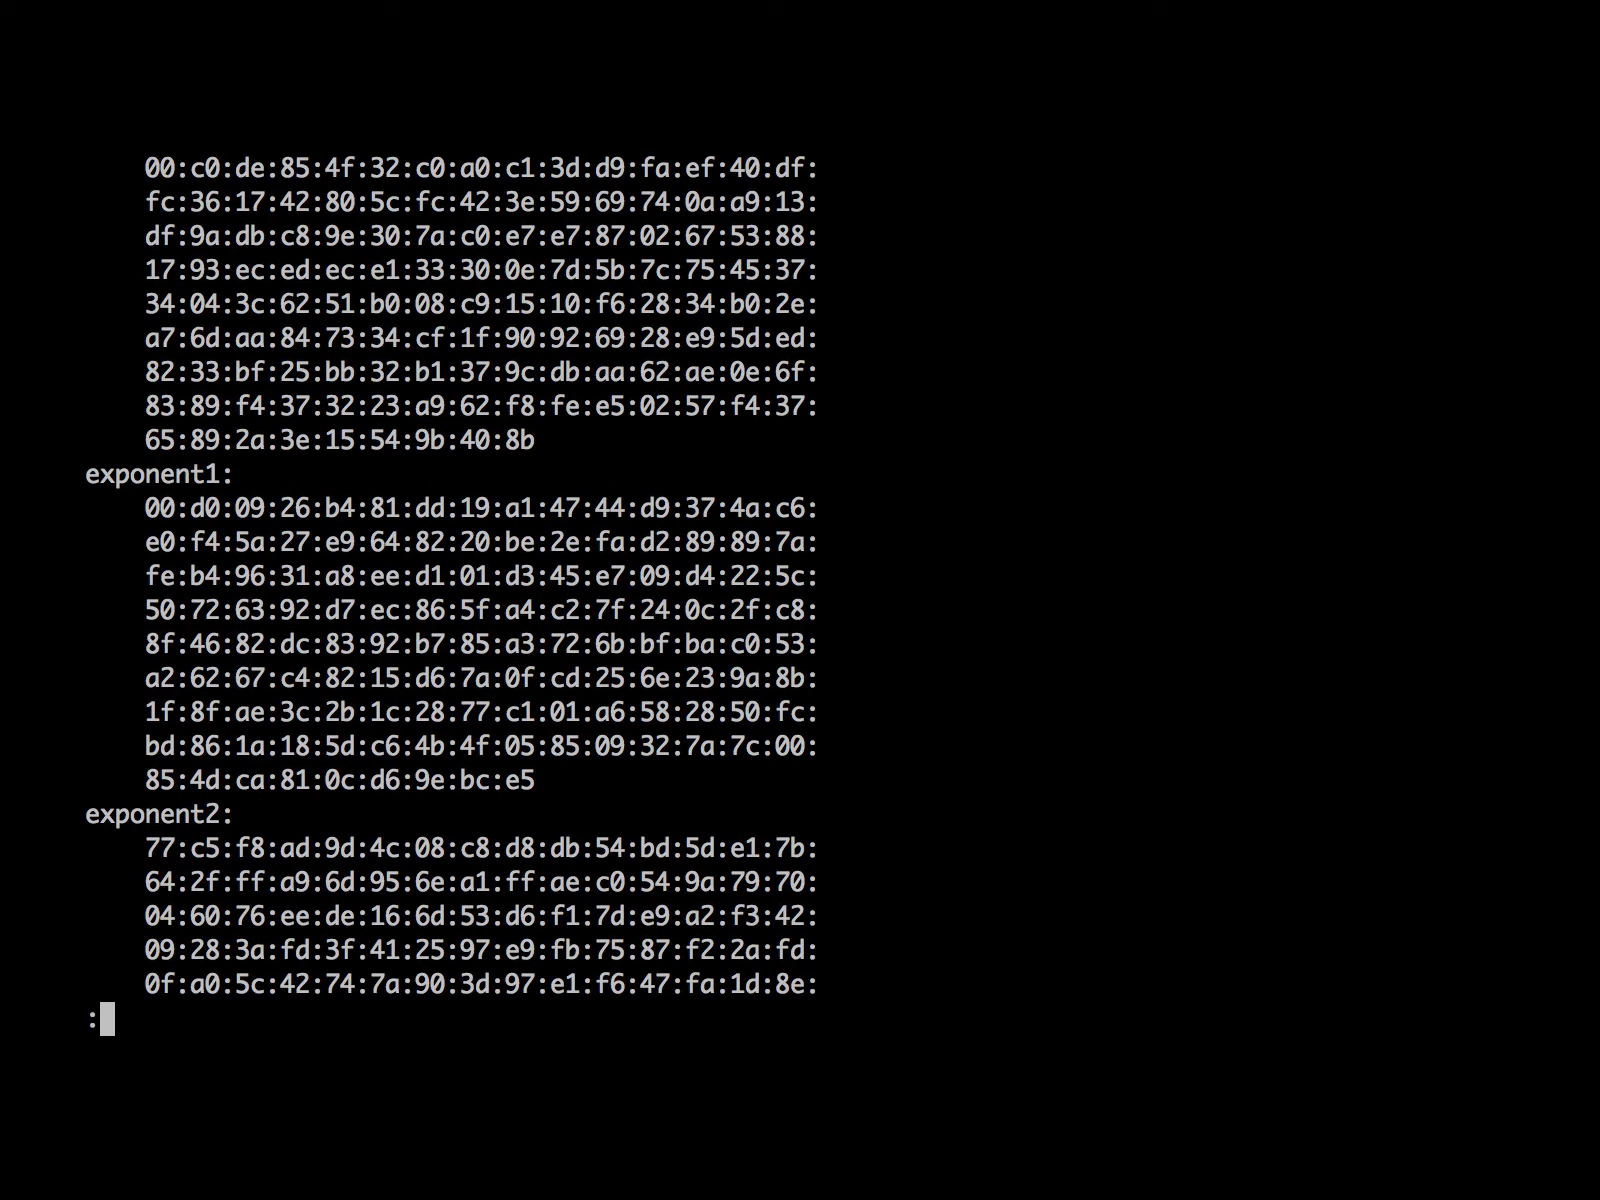 00:c0:de:85:4f:32:c0:a0:c1:3d:d9:fa:ef:40:df:
fc:36:17:42:80:5c:fc:42:3e:59:69:74:0a:a9:13:
df:9a:db:c8:9e:30:7a:c0:e7:e7:87:02:67:53:88:
17:93:ec:ed:ec:e1:33:30:0e:7d:5b:7c:75:45:37:
34:04:3c:62:51:b0:08:c9:15:10:f6:28:34:b0:2e:
a7:6d:aa:84:73:34:cf:1f:90:92:69:28:e9:5d:ed:
82:33:bf:25:bb:32:b1:37:9c:db:aa:62:ae:0e:6f:
83:89:f4:37:32:23:a9:62:f8:fe:e5:02:57:f4:37:
65:89:2a:3e:15:54:9b:40:8b
exponent1:
00:d0:09:26:b4:81:dd:19:a1:47:44:d9:37:4a:c6:
e0:f4:5a:27:e9:64:82:20:be:2e:fa:d2:89:89:7a:
fe:b4:96:31:a8:ee:d1:01:d3:45:e7:09:d4:22:5c:
50:72:63:92:d7:ec:86:5f:a4:c2:7f:24:0c:2f:c8:
8f:46:82:dc:83:92:b7:85:a3:72:6b:bf:ba:c0:53:
a2:62:67:c4:82:15:d6:7a:0f:cd:25:6e:23:9a:8b:
1f:8f:ae:3c:2b:1c:28:77:c1:01:a6:58:28:50:fc:
bd:86:1a:18:5d:c6:4b:4f:05:85:09:32:7a:7c:00:
85:4d:ca:81:0c:d6:9e:bc:e5
exponent2:
77:c5:f8:ad:9d:4c:08:c8:d8:db:54:bd:5d:e1:7b:
64:2f:ff:a9:6d:95:6e:a1:ff:ae:c0:54:9a:79:70:
04:60:76:ee:de:16:6d:53:d6:f1:7d:e9:a2:f3:42:
09:28:3a:fd:3f:41:25:97:e9:fb:75:87:f2:2a:fd:
0f:a0:5c:42:74:7a:90:3d:97:e1:f6:47:fa:1d:8e:
: